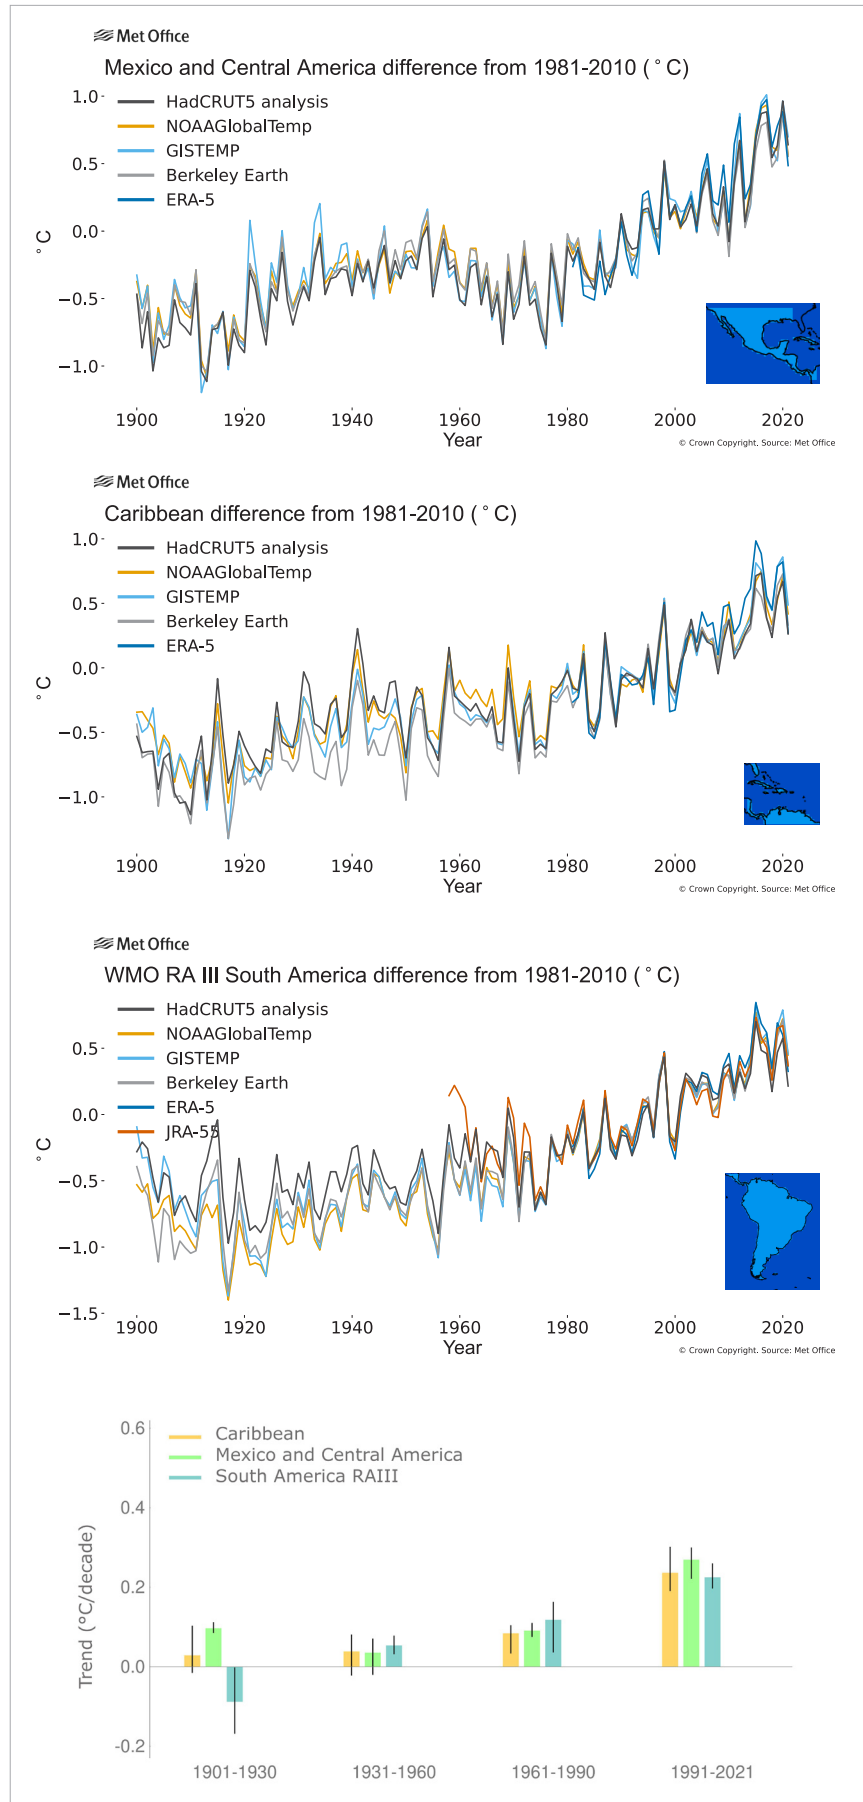 Met Office
Mexico and Central America difference from 1981-2010 (°C)
HadCRUT5 analysis
NOAAGlobalTemp
GISTEMP
Berkeley Earth
ERA-5
1.0
0.5
0.0
−0.5
−1.0
°C
1900 1920 1940 1960 1980 2000 2020
Year
© Crown Copyright. Source: Met Office
Met Office
Caribbean difference from 1981-2010 (°C)
HadCRUT5 analysis
NOAAGlobalTemp
GISTEMP
Berkeley Earth
ERA-5
1.0
0.5
0.0
−0.5
−1.0
°C
1900 1920 1940 1960 1980 2000 2020
Year
© Crown Copyright. Source: Met Office
Met Office
WMO RA III South America difference from 1981-2010 (°C)
HadCRUT5 analysis
NOAAGlobalTemp
GISTEMP
Berkeley Earth
ERA-5
JRA-55
0.5
0.0
−0.5
−1.0
−1.5
°C
1900 1920 1940 1960 1980 2000 2020
Year
© Crown Copyright. Source: Met Office
Caribbean
Mexico and Central America
South America RAIII
0.6
0.4
0.2
0.0
-0.2
Trend (°C/decade)
1901-1930 1931-1960 1961-1990 1991-2021